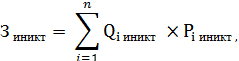 З иникт = n ∑ i=1 Qi иникт × Pi иникт ,